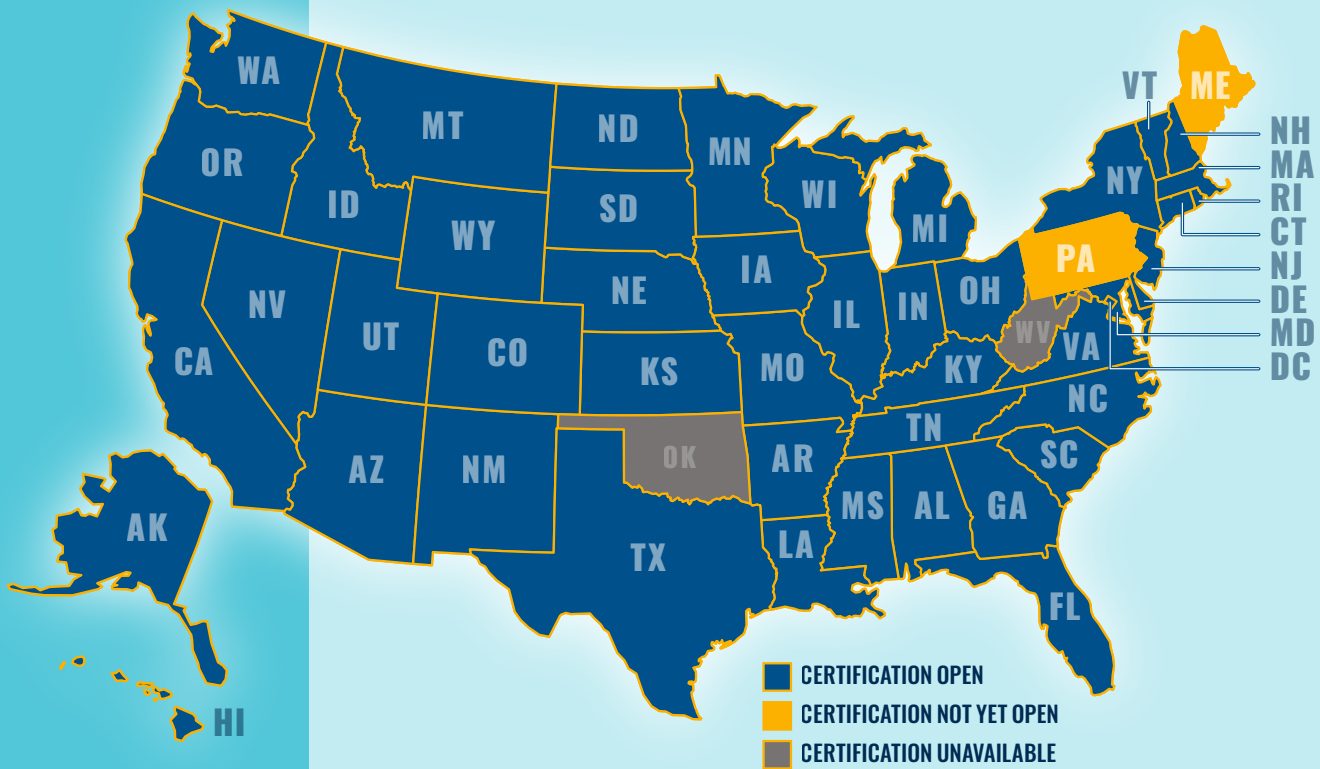 WA
MT
ND
MN
VT
ME
OR
ID
WY
SD
WI
MI
NY
NH
MA
RI
CT
NJ
DE
MD
DC
NV
UT
CO
NE
IA
IL
IN
OH
PA
WV
VA
CA
KS
MO
KY
NC
AZ
NM
OK
AR
TN
SC
MS
AL
GA
AK
TX
LA
FL
HI
CERTIFICATION OPEN
CERTIFICATION NOT YET OPEN
CERTIFICATION UNAVAILABLE